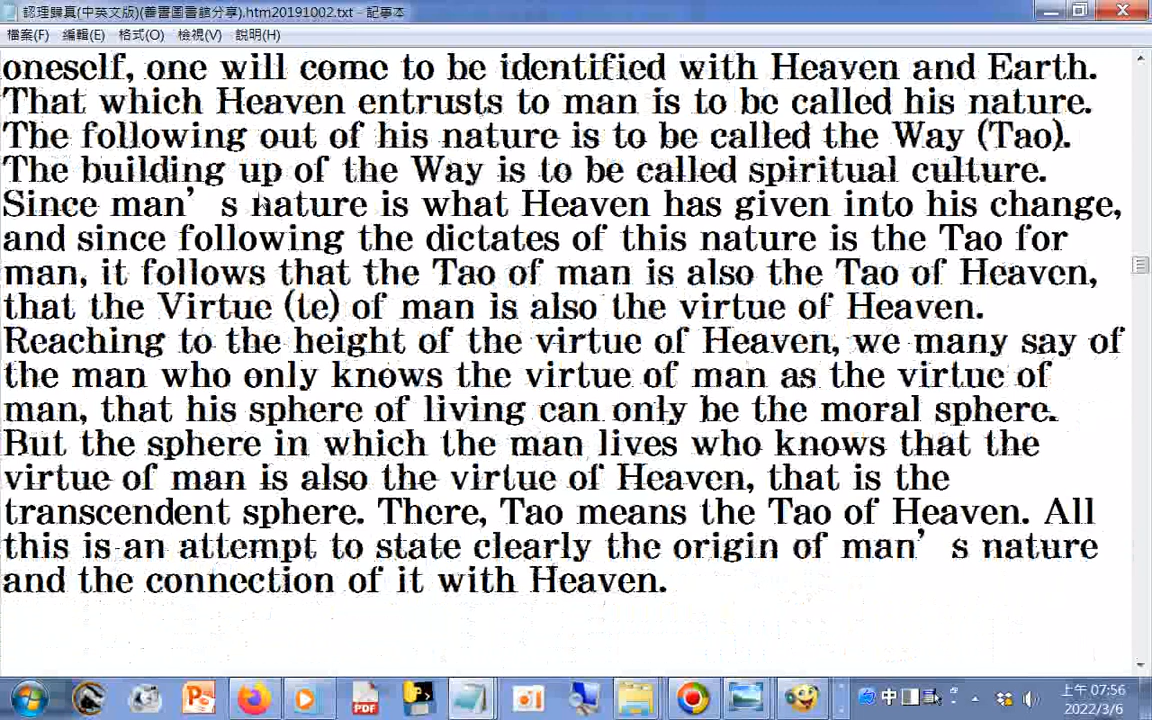 認理歸真(中英文版)(善書圖書館分享).htm20191002.txt - 記事本
檔案(F) 編輯(E) 格式(O) 檢視(V) 說明(H)
oneself, one will come to be identified with Heaven and Earth.
That which Heaven entrusts to man is to be called his nature.
The following out of his nature is to be called the Way (Tao).
The building up of the Way is to be called spiritual culture.
Since man’s nature is what Heaven has given into his change,
and since following the dictates of this nature is the Tao for
man, it follows that the Tao of man is also the Tao of Heaven,
that the Virtue (te) of man is also the virtue of Heaven.
Reaching to the height of the virtue of Heaven, we many say of
the man who only knows the virtue of man as the virtue of
man, that his sphere of living can only be the moral sphere.
But the sphere in which the man lives who knows that the
virtue of man is also the virtue of Heaven, that is the
transcendent sphere. There, Tao means the Tao of Heaven. All
this is an attempt to state clearly the origin of man’s nature
and the connection of it with Heaven.
中
上午 07:56
2022/3/6